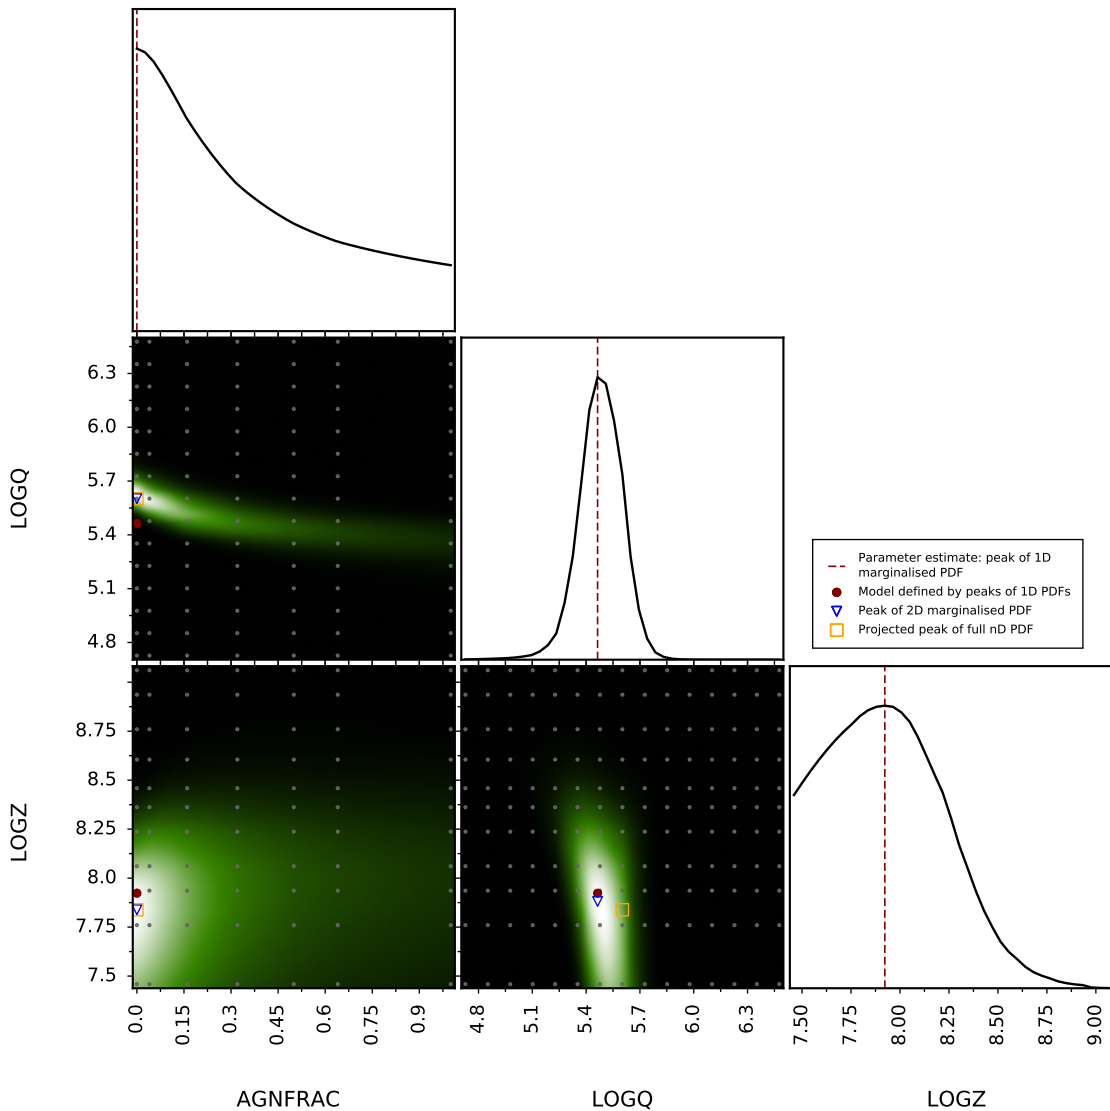 LOGQ
6.3
6.0
5.7
5.4
5.1
4.8
Parameter estimate: peak of 1D
marginalised PDF
Model defined by peaks of 1D PDFs
Peak of 2D marginalised PDF
Projected peak of full nD PDF
LOGZ
8.75
8.5
8.25
8.0
7.75
7.5
0.0 0.15 0.3 0.45 0.6 0.75 0.9
4.8 5.1 5.4 5.7 6.0 6.3
7.50 7.75 8.00 8.25 8.50 8.75 9.00
AGNFRAC LOGQ LOGZ